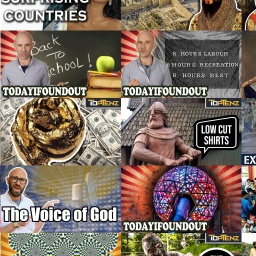 SURPRISING
COUNTRIES
Back
To
School!
TODAYIFOUNDOUT
8 HOURS LABOUR
8 HOURS RECREATION
8 HOURS REST
TODAYIFOUNDOUT
TOPTENZ
TOPTENZ
LOW CUT
SHIRTS
EX
The Voice of God
TODAYIFOUNDOUT
TOPTENZ